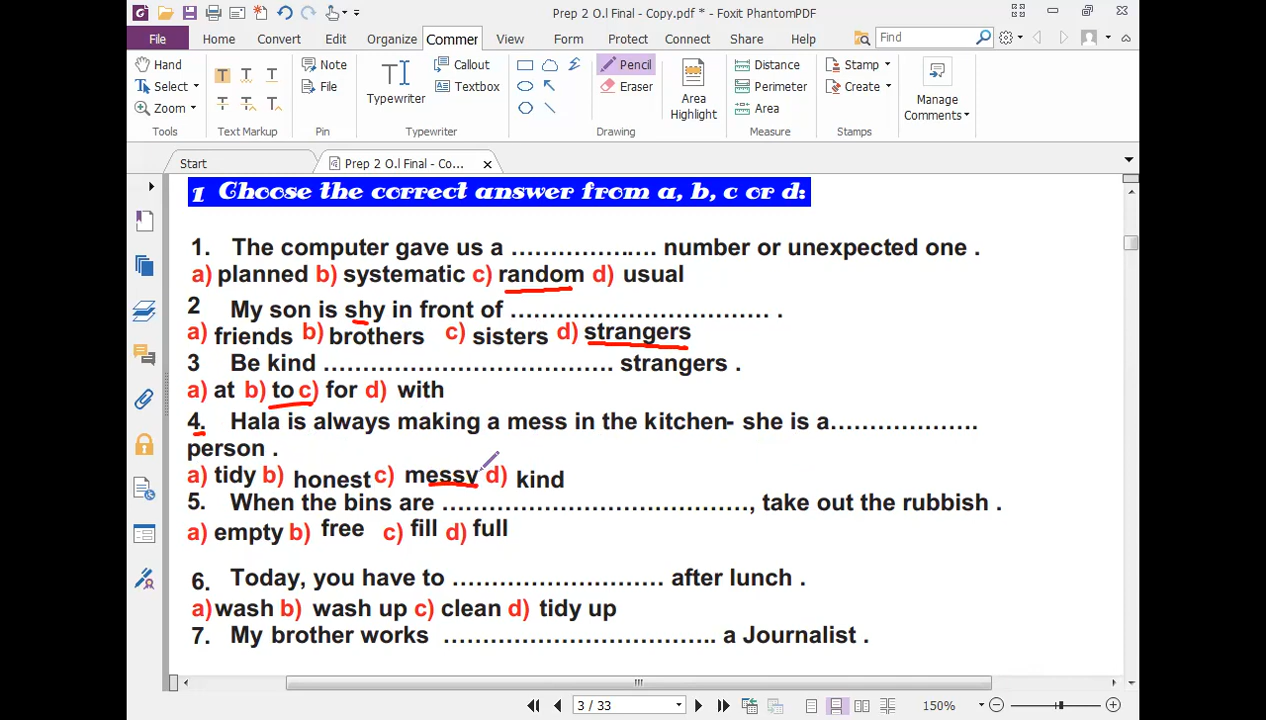 Prep 2 O.l Final - Copy.pdf * - Foxit PhantomPDF
File Home Convert Edit Organize Commer View Form Protect Connect Share Help Find
Hand Note Callout Pencil Distance Stamp
Select File Typewriter Textbox Eraser Area Highlight Perimeter Create Manage Comments
Zoom Area
Tools Text Markup Pin Typewriter Drawing Measure Stamps
Start Prep 2 O.l Final - Co...
1 Choose the correct answer from a, b, c or d:
1. The computer gave us a ………………. number or unexpected one .
a) planned b) systematic c) random d) usual
2 My son is shy in front of …………………………… .
a) friends b) brothers c) sisters d) strangers
3 Be kind ……………………………………. strangers .
a) at b) to c) for d) with
4. Hala is always making a mess in the kitchen- she is a……………….
person .
a) tidy b) honest c) messy d) kind
5. When the bins are ………………………………………, take out the rubbish .
a) empty b) free c) fill d) full
6. Today, you have to ………………………… after lunch .
a) wash b) wash up c) clean d) tidy up
7. My brother works ………………………………….. a Journalist .
3 / 33 150%